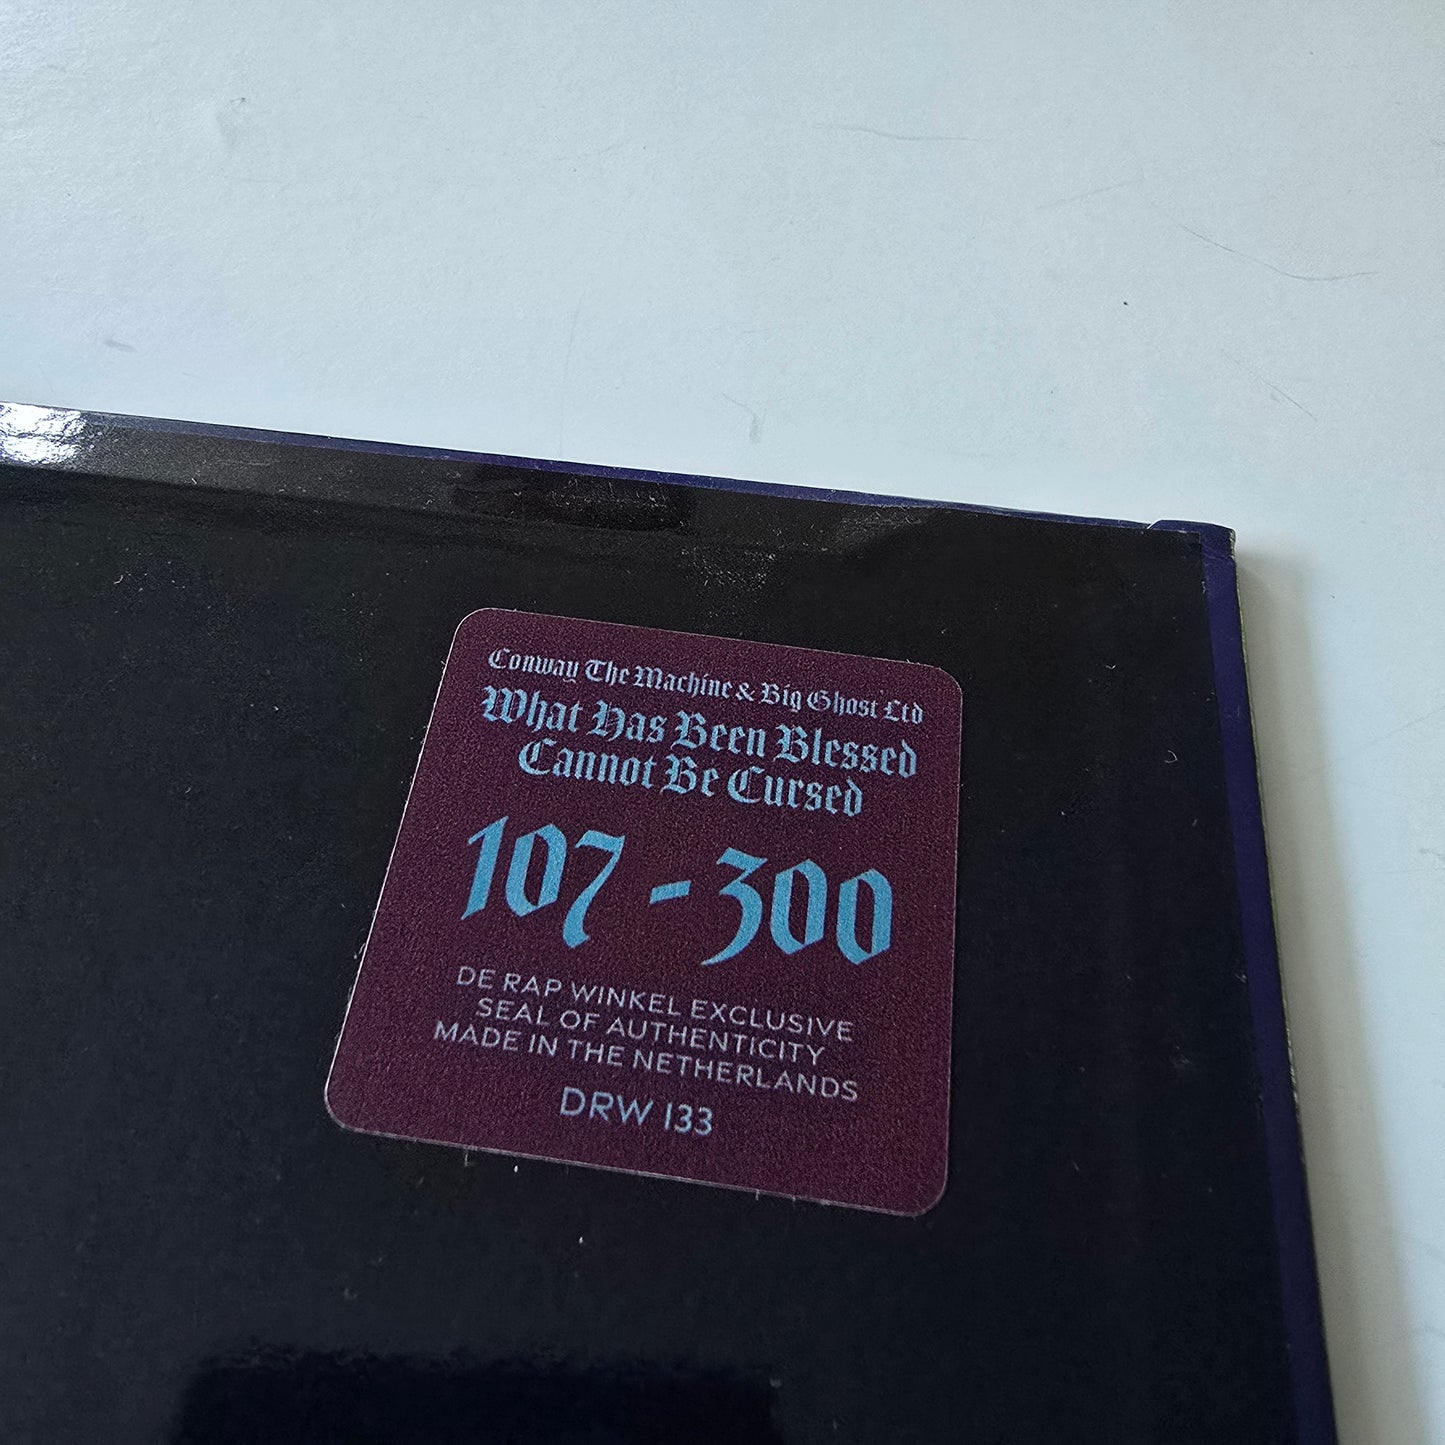 Conway The Machine & Big Ghost Ltd
What Has Been Blessed
Cannot Be Cursed
107 - 300
DE RAP WINKEL EXCLUSIVE
SEAL OF AUTHENTICITY
MADE IN THE NETHERLANDS
DRW 133